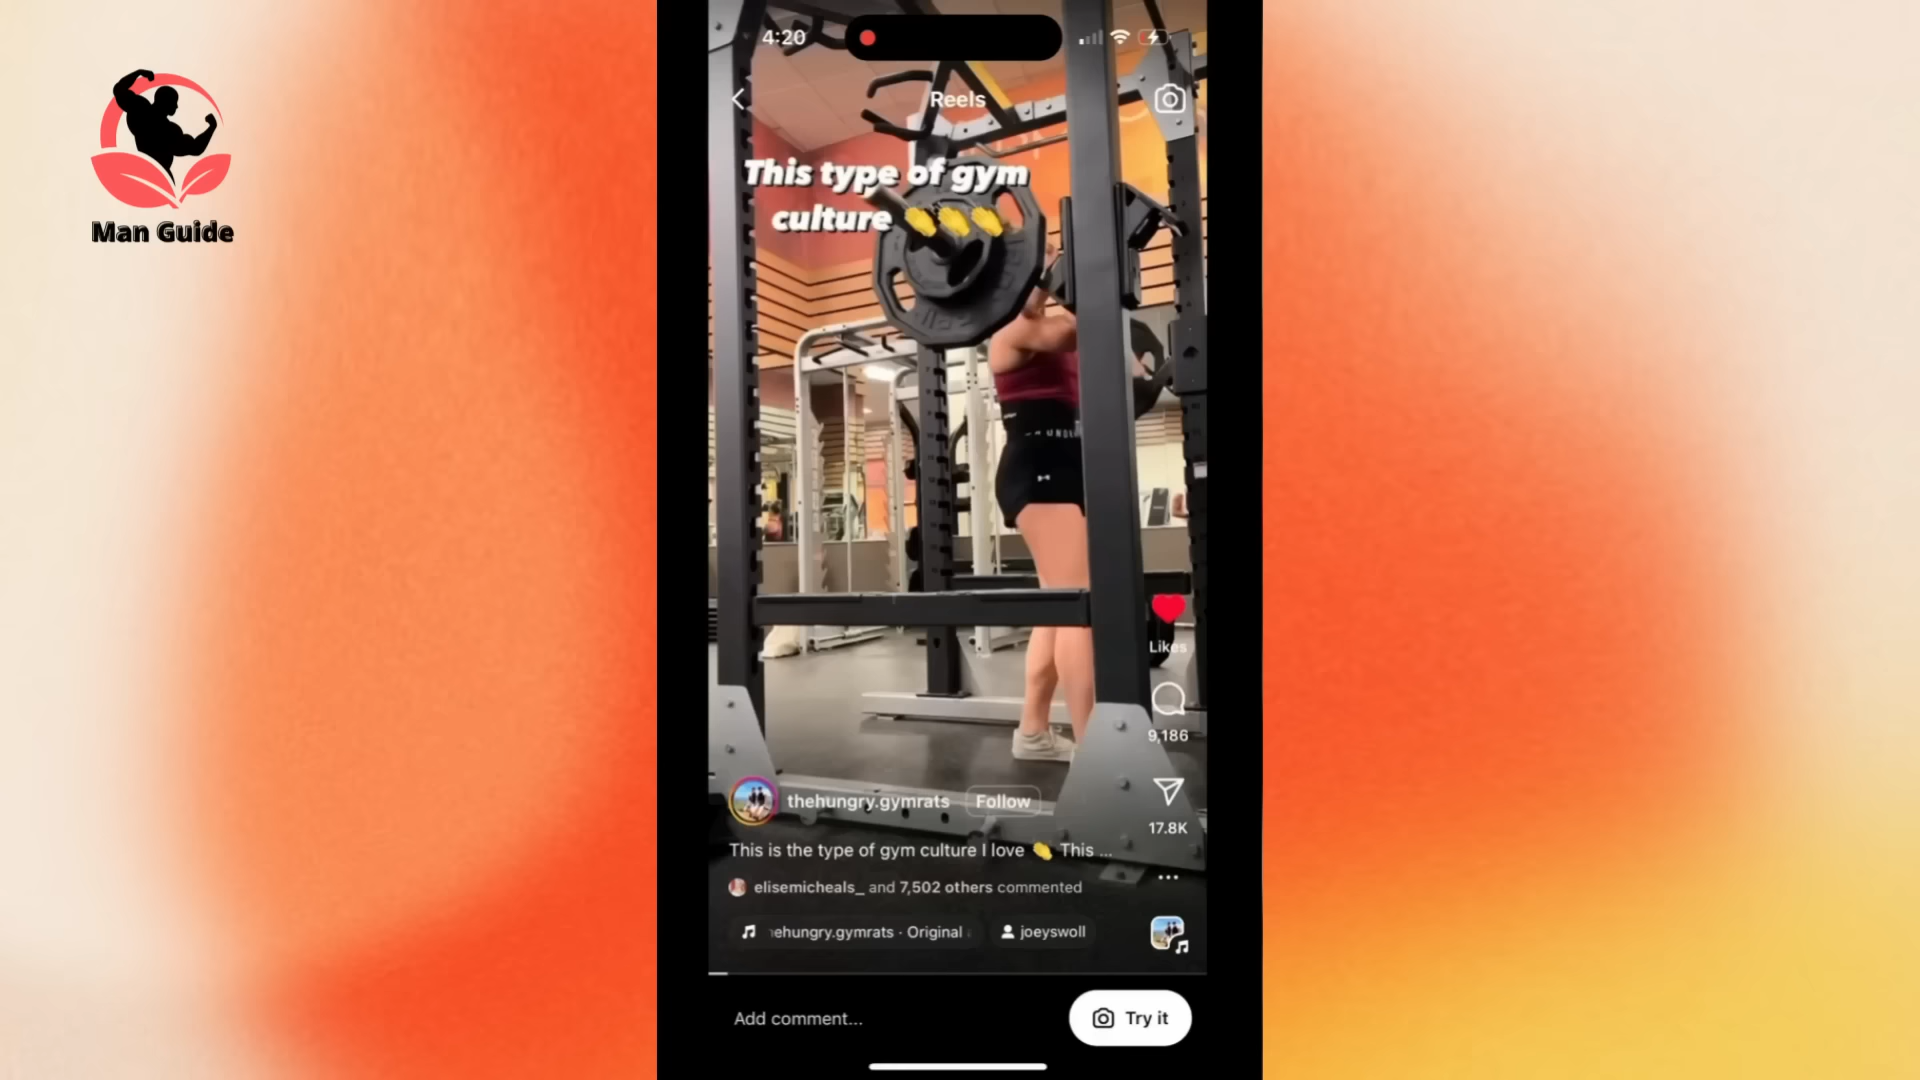 4:20
Reels
This type of gym
culture 👏👏👏
Man Guide
Likes
9,186
thehungry.gymrats
Follow
17.8K
This is the type of gym culture I love 👏 This ...
elisemicheals_ and 7,502 others commented
ehungry.gymrats · Original
joeyswoll
Add comment...
Try it